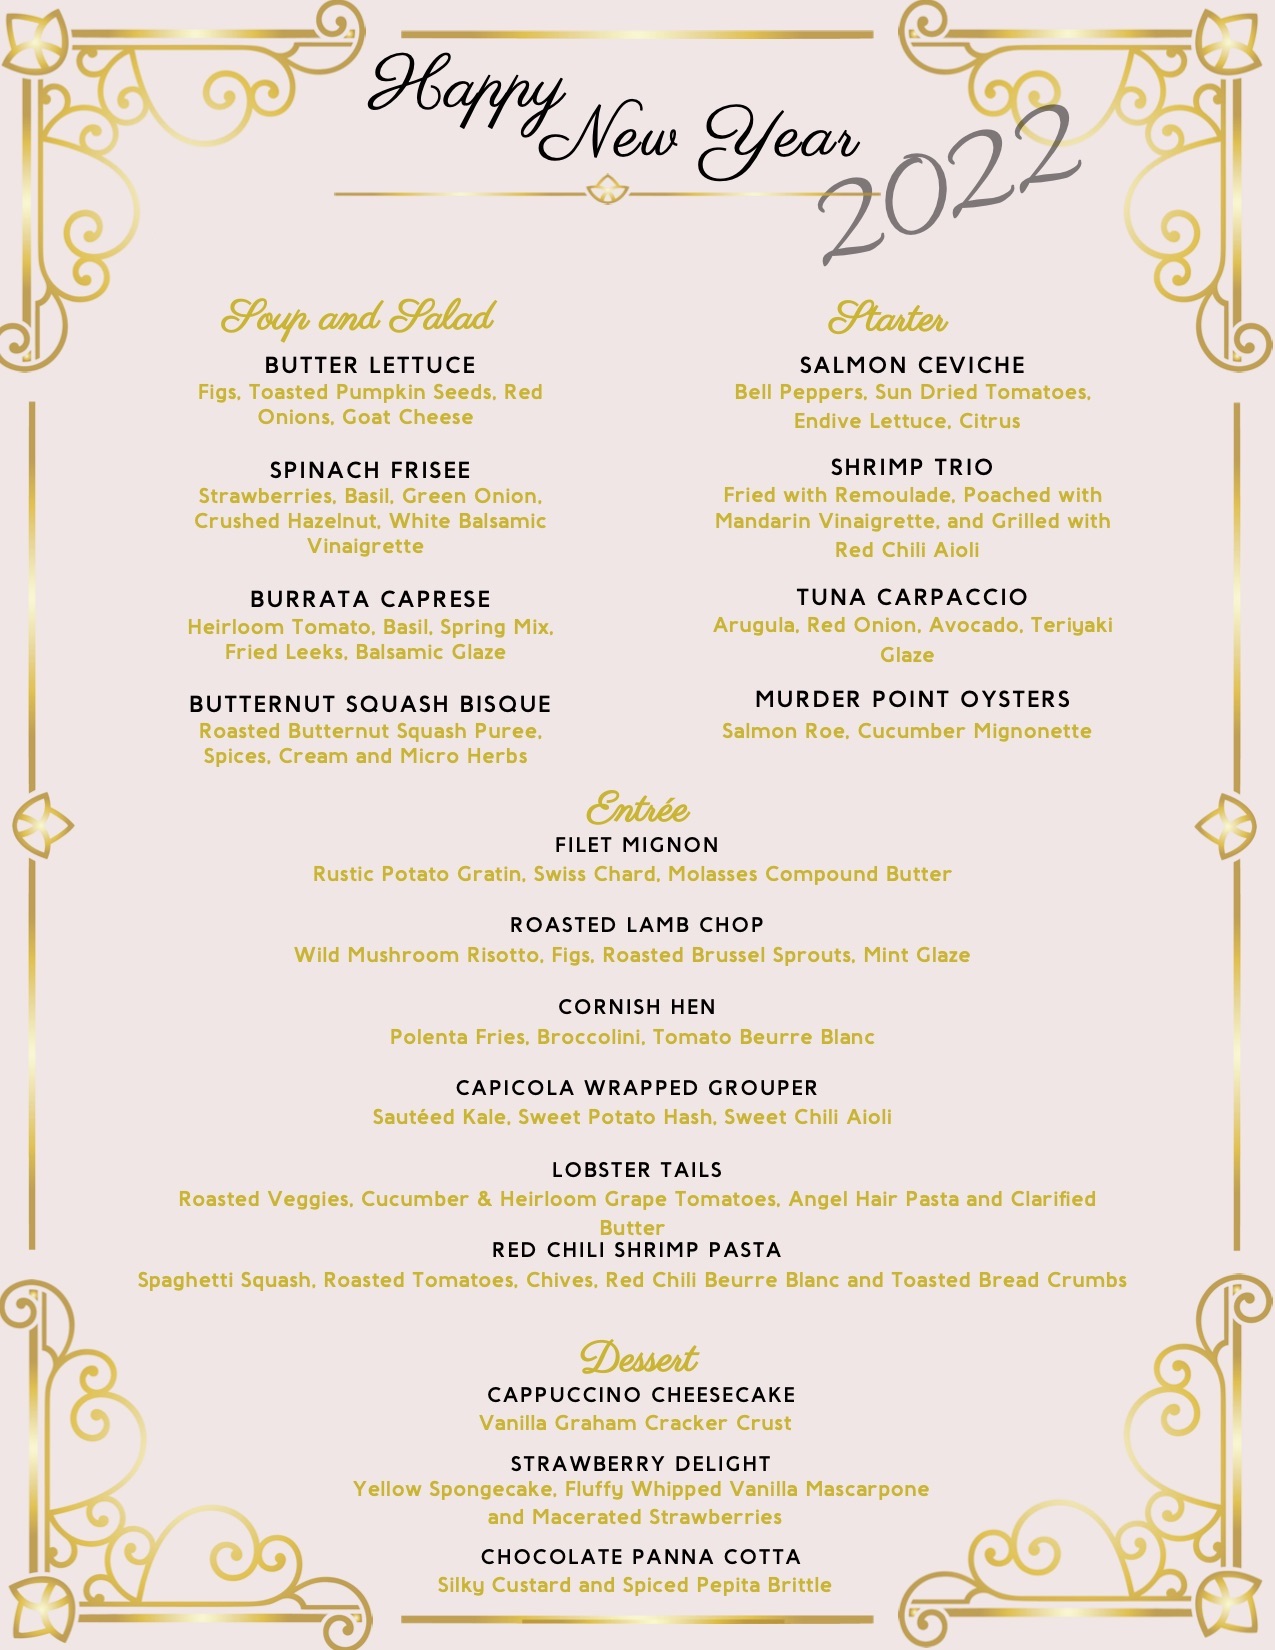 Happy
New Year
2022
Soup and Salad
BUTTER LETTUCE
Figs, Toasted Pumpkin Seeds, Red
Onions, Goat Cheese
SPINACH FRISEE
Strawberries, Basil, Green Onion,
Crushed Hazelnut, White Balsamic
Vinaigrette
BURRATA CAPRESE
Heirloom Tomato, Basil, Spring Mix,
Fried Leeks, Balsamic Glaze
BUTTERNUT SQUASH BISQUE
Roasted Butternut Squash Puree,
Spices, Cream and Micro Herbs
Starter
SALMON CEVICHE
Bell Peppers, Sun Dried Tomatoes,
Endive Lettuce, Citrus
SHRIMP TRIO
Fried with Remoulade, Poached with
Mandarin Vinaigrette, and Grilled with
Red Chili Aioli
TUNA CARPACCIO
Arugula, Red Onion, Avocado, Teriyaki
Glaze
MURDER POINT OYSTERS
Salmon Roe, Cucumber Mignonette
Entrée
FILET MIGNON
Rustic Potato Gratin, Swiss Chard, Molasses Compound Butter
ROASTED LAMB CHOP
Wild Mushroom Risotto, Figs, Roasted Brussel Sprouts, Mint Glaze
CORNISH HEN
Polenta Fries, Broccolini, Tomato Beurre Blanc
CAPICOLA WRAPPED GROUPER
Sautéed Kale, Sweet Potato Hash, Sweet Chili Aioli
LOBSTER TAILS
Roasted Veggies, Cucumber & Heirloom Grape Tomatoes, Angel Hair Pasta and Clarified
Butter
RED CHILI SHRIMP PASTA
Spaghetti Squash, Roasted Tomatoes, Chives, Red Chili Beurre Blanc and Toasted Bread Crumbs
Dessert
CAPPUCCINO CHEESECAKE
Vanilla Graham Cracker Crust
STRAWBERRY DELIGHT
Yellow Spongecake, Fluffy Whipped Vanilla Mascarpone
and Macerated Strawberries
CHOCOLATE PANNA COTTA
Silky Custard and Spiced Pepita Brittle